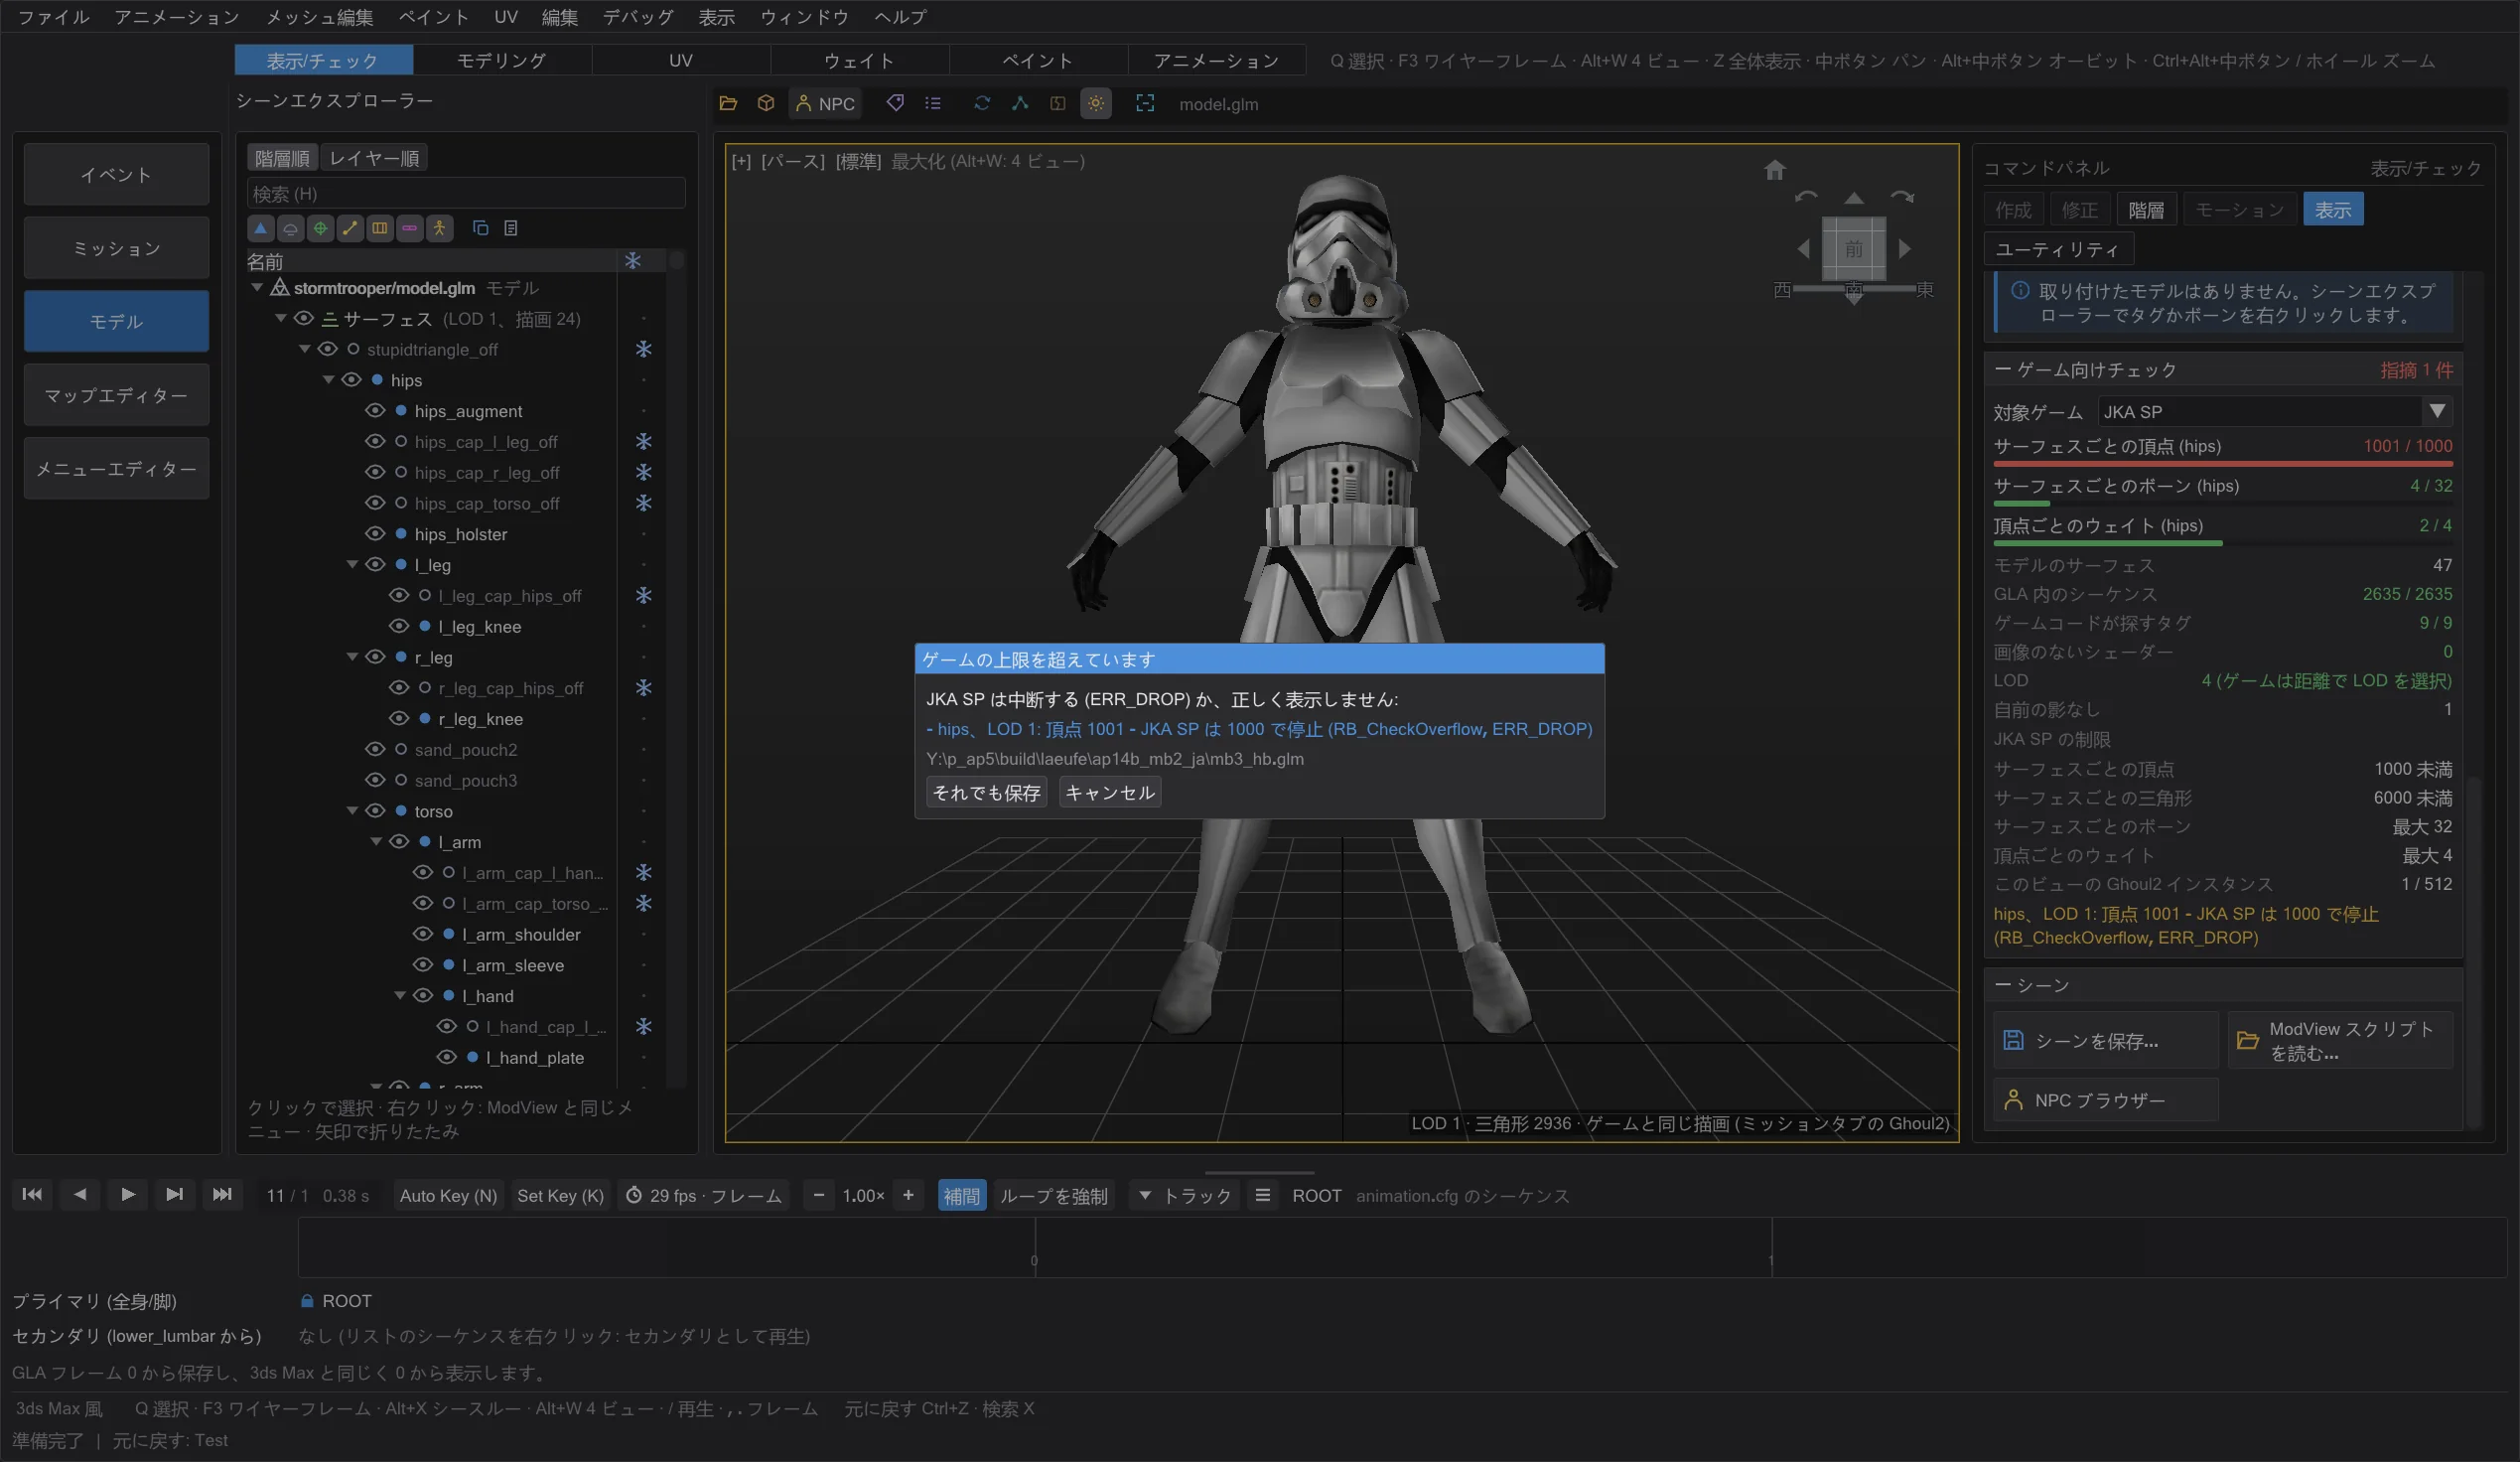 ファイル アニメーション メッシュ編集 ペイント UV 編集 デバッグ 表示 ウィンドウ ヘルプ
表示/チェック モデリング UV ウェイト ペイント アニメーション Q 選択 · F3 ワイヤーフレーム · Alt+W 4 ビュー · Z 全体表示 · 中ボタン パン · Alt+中ボタン オービット · Ctrl+Alt+中ボタン / ホイール ズーム
イベント
ミッション
モデル
マップエディター
メニューエディター
シーンエクスプローラー
階層順 レイヤー順
検索 (H)
名前
stormtrooper/model.glm モデル
サーフェス (LOD 1、描画 24)
stupidtriangle_off
hips
hips_augment
hips_cap_l_leg_off
hips_cap_r_leg_off
hips_cap_torso_off
hips_holster
l_leg
l_leg_cap_hips_off
l_leg_knee
r_leg
r_leg_cap_hips_off
r_leg_knee
sand_pouch2
sand_pouch3
torso
l_arm
l_arm_cap_l_han...
l_arm_cap_torso_...
l_arm_shoulder
l_arm_sleeve
l_hand
l_hand_cap_l_...
l_hand_plate
r_arm
クリックで選択 · 右クリック: ModView と同じメ
ニュー · 矢印で折りたたみ
NPC model.glm
[+] [パース] [標準] 最大化 (Alt+W: 4 ビュー)
前
西 南 東
ゲームの上限を超えています
JKA SP は中断する (ERR_DROP) か、正しく表示しません:
- hips、LOD 1: 頂点 1001 - JKA SP は 1000 で停止 (RB_CheckOverflow, ERR_DROP)
Y:\p_ap5\build\laeufe\ap14b_mb2_ja\mb3_hb.glm
それでも保存 キャンセル
LOD 1 · 三角形 2936 · ゲームと同じ描画 (ミッションタブの Ghoul2)
コマンドパネル 表示/チェック
作成 修正 階層 モーション 表示
ユーティリティ
取り付けたモデルはありません。シーンエクスプ
ローラーでタグかボーンを右クリックします。
ゲーム向けチェック 指摘 1 件
対象ゲーム JKA SP
サーフェスごとの頂点 (hips) 1001 / 1000
サーフェスごとのボーン (hips) 4 / 32
頂点ごとのウェイト (hips) 2 / 4
モデルのサーフェス 47
GLA 内のシーケンス 2635 / 2635
ゲームコードが探すタグ 9 / 9
画像のないシェーダー 0
LOD 4 (ゲームは距離で LOD を選択)
自前の影なし 1
JKA SP の制限
サーフェスごとの頂点 1000 未満
サーフェスごとの三角形 6000 未満
サーフェスごとのボーン 最大 32
頂点ごとのウェイト 最大 4
このビューの Ghoul2 インスタンス 1 / 512
hips、LOD 1: 頂点 1001 - JKA SP は 1000 で停止
(RB_CheckOverflow, ERR_DROP)
シーン
シーンを保存...
ModView スクリプト
を読む...
NPC ブラウザー
11 / 1 0.38 s Auto Key (N) Set Key (K) 29 fps · フレーム − 1.00× + 補間 ループを強制 トラック ROOT animation.cfg のシーケンス
0 1
プライマリ (全身/脚) ROOT
セカンダリ (lower_lumbar から) なし (リストのシーケンスを右クリック: セカンダリとして再生)
GLA フレーム 0 から保存し、3ds Max と同じく 0 から表示します。
3ds Max 風 Q 選択 · F3 ワイヤーフレーム · Alt+X シースルー · Alt+W 4 ビュー · / 再生 · , . フレーム 元に戻す Ctrl+Z · 検索 X
準備完了 | 元に戻す: Test